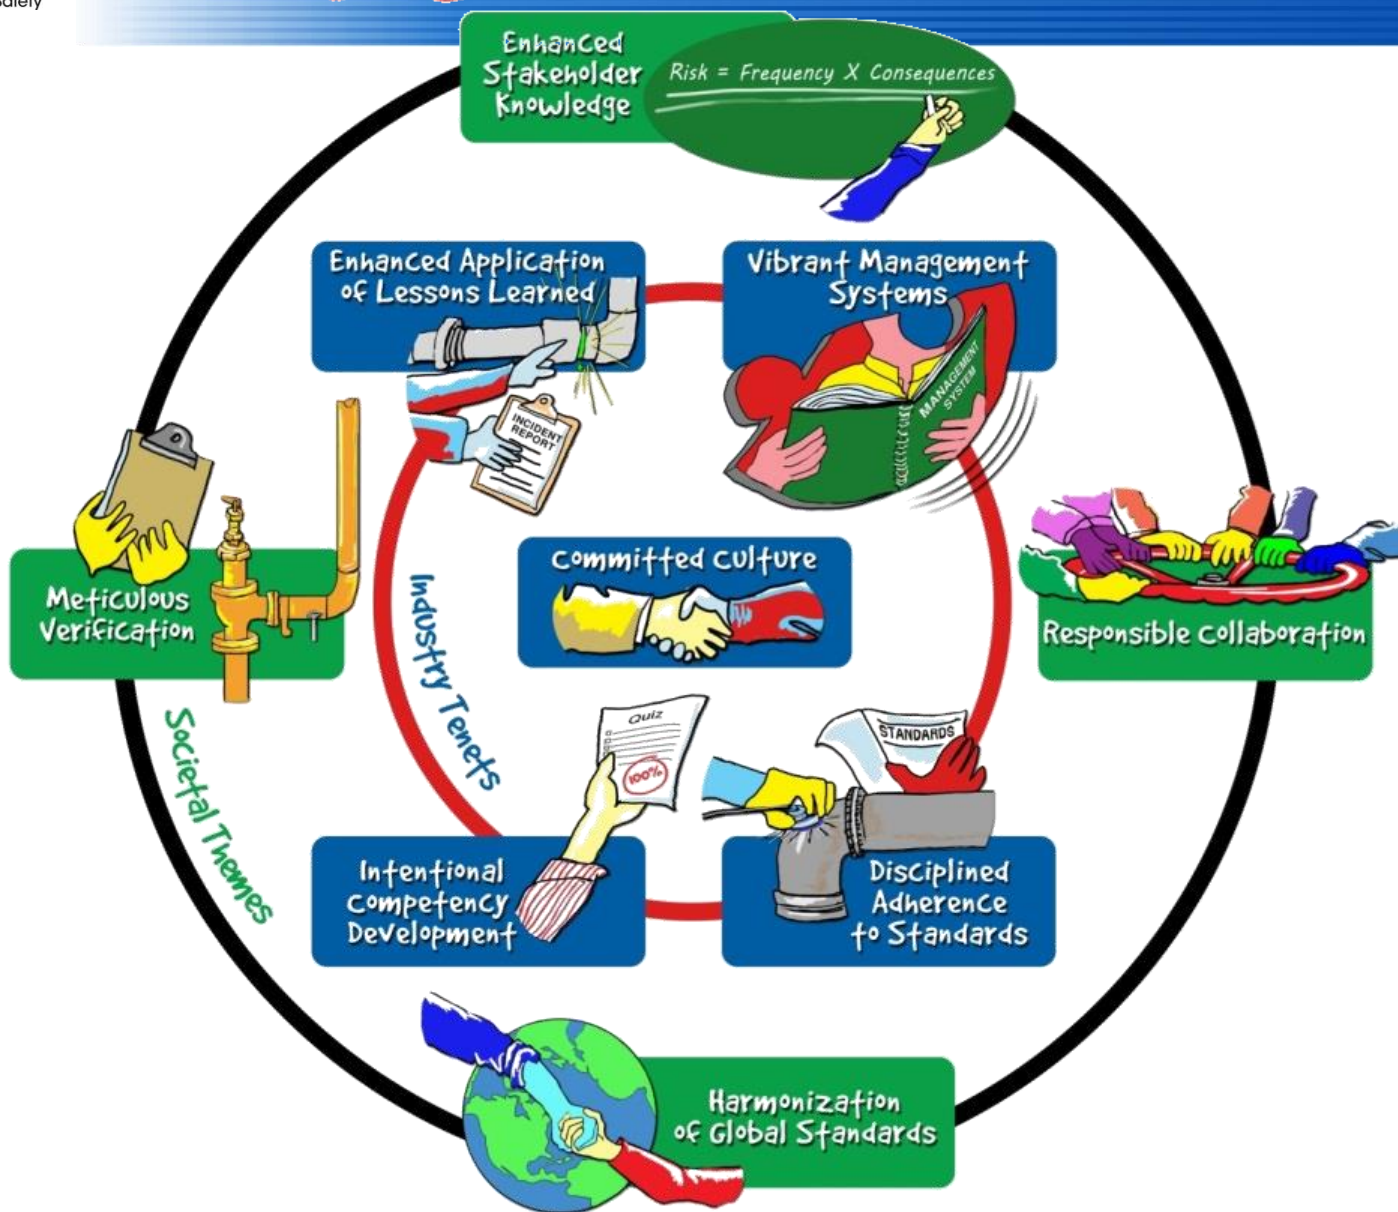 Safety
Enhanced
Stakeholder
Knowledge
Risk = Frequency X Consequences
Enhanced Application
of Lessons Learned
INCIDENT
REPORT
Vibrant Management
Systems
MANAGEMENT
SYSTEM
Meticulous
Verification
Committed Culture
Responsible Collaboration
Industry Tenets
Societal Themes
Quiz
100%
Intentional
Competency
Development
STANDARDS
Disciplined
Adherence
to Standards
Harmonization
of Global Standards